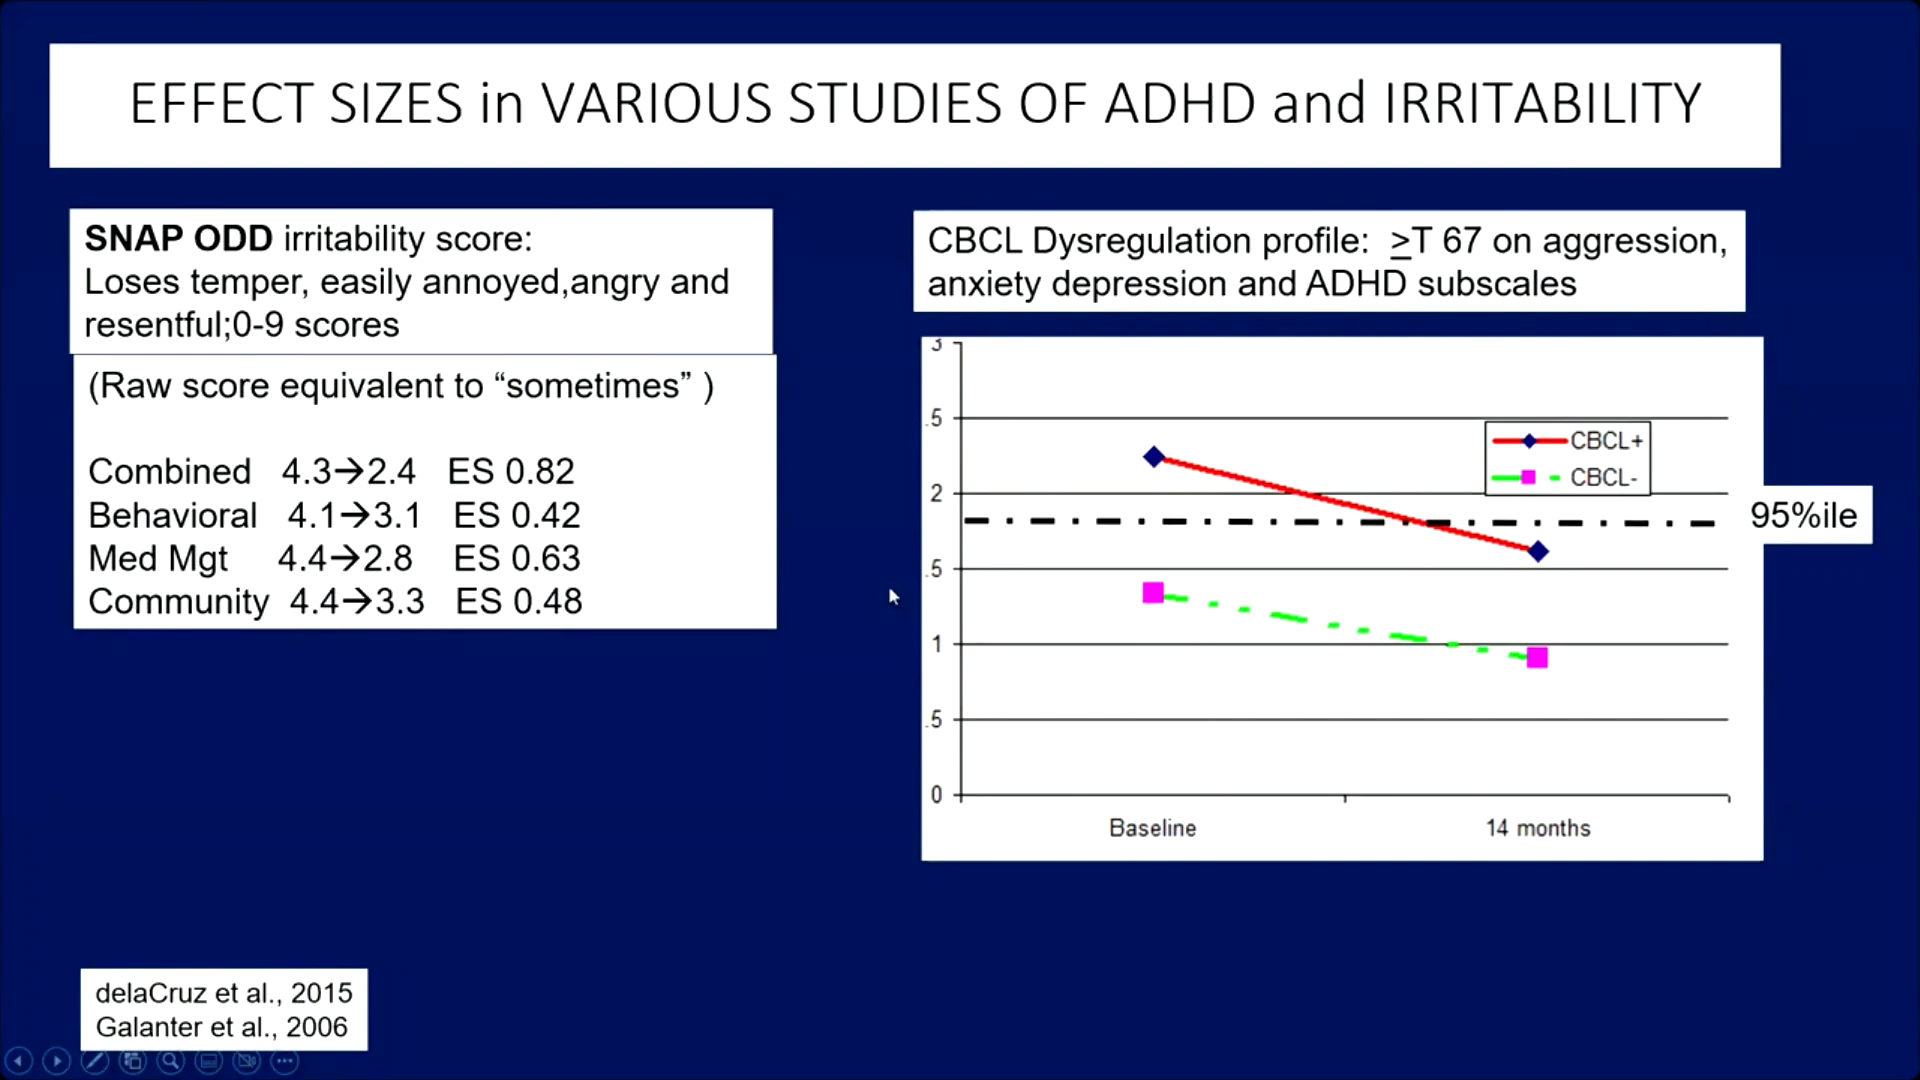 EFFECT SIZES in VARIOUS STUDIES OF ADHD and IRRITABILITY
SNAP ODD irritability score:
Loses temper, easily annoyed,angry and
resentful;0-9 scores
(Raw score equivalent to “sometimes” )
Combined 4.3→2.4 ES 0.82
Behavioral 4.1→3.1 ES 0.42
Med Mgt 4.4→2.8 ES 0.63
Community 4.4→3.3 ES 0.48
CBCL Dysregulation profile: ≥T 67 on aggression,
anxiety depression and ADHD subscales
3
.5
2
.5
1
.5
0
CBCL+
CBCL-
95%ile
Baseline 14 months
delaCruz et al., 2015
Galanter et al., 2006